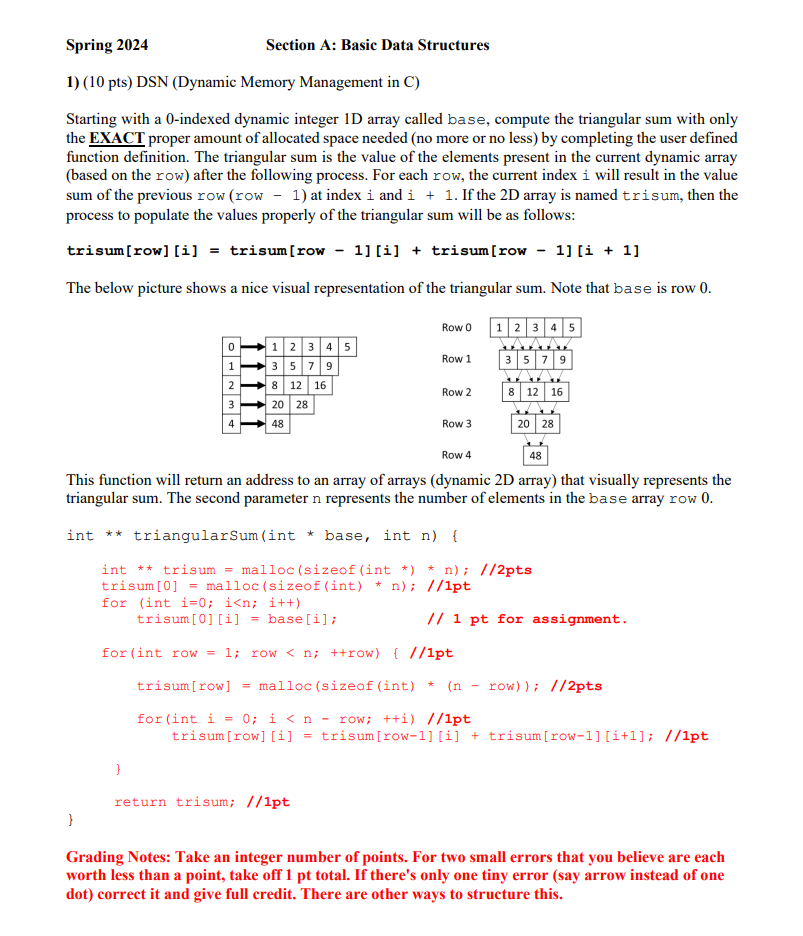 Spring 2024 Section A: Basic Data Structures
1) (10 pts) DSN (Dynamic Memory Management in C)
Starting with a 0-indexed dynamic integer 1D array called base, compute the triangular sum with only
the EXACT proper amount of allocated space needed (no more or no less) by completing the user defined
function definition. The triangular sum is the value of the elements present in the current dynamic array
(based on the row) after the following process. For each row, the current index i will result in the value
sum of the previous row (row - 1) at index i and i + 1. If the 2D array is named trisum, then the
process to populate the values properly of the triangular sum will be as follows:
trisum[row][i] = trisum[row - 1][i] + trisum[row - 1][i + 1]
The below picture shows a nice visual representation of the triangular sum. Note that base is row 0.
0 1 2 3 4 5
1 3 5 7 9
2 8 12 16
3 20 28
4 48
Row 0 1 2 3 4 5
Row 1 3 5 7 9
Row 2 8 12 16
Row 3 20 28
Row 4 48
This function will return an address to an array of arrays (dynamic 2D array) that visually represents the
triangular sum. The second parameter n represents the number of elements in the base array row 0.
int ** triangularSum(int * base, int n) {
int ** trisum = malloc(sizeof(int *) * n); //2pts
trisum[0] = malloc(sizeof(int) * n); //1pt
for (int i=0; i<n; i++)
trisum[0][i] = base[i]; // 1 pt for assignment.
for(int row = 1; row < n; ++row) { //1pt
trisum[row] = malloc(sizeof(int) * (n - row)); //2pts
for(int i = 0; i < n - row; ++i) //1pt
trisum[row][i] = trisum[row-1][i] + trisum[row-1][i+1]; //1pt
}
return trisum; //1pt
}
Grading Notes: Take an integer number of points. For two small errors that you believe are each
worth less than a point, take off 1 pt total. If there's only one tiny error (say arrow instead of one
dot) correct it and give full credit. There are other ways to structure this.